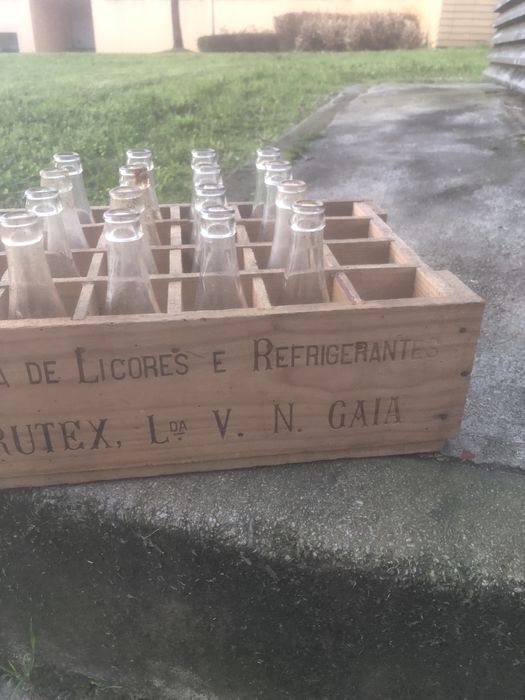 A DE LICORES E REFRIGERANTES
RUTEX, LDA V. N. GAIA